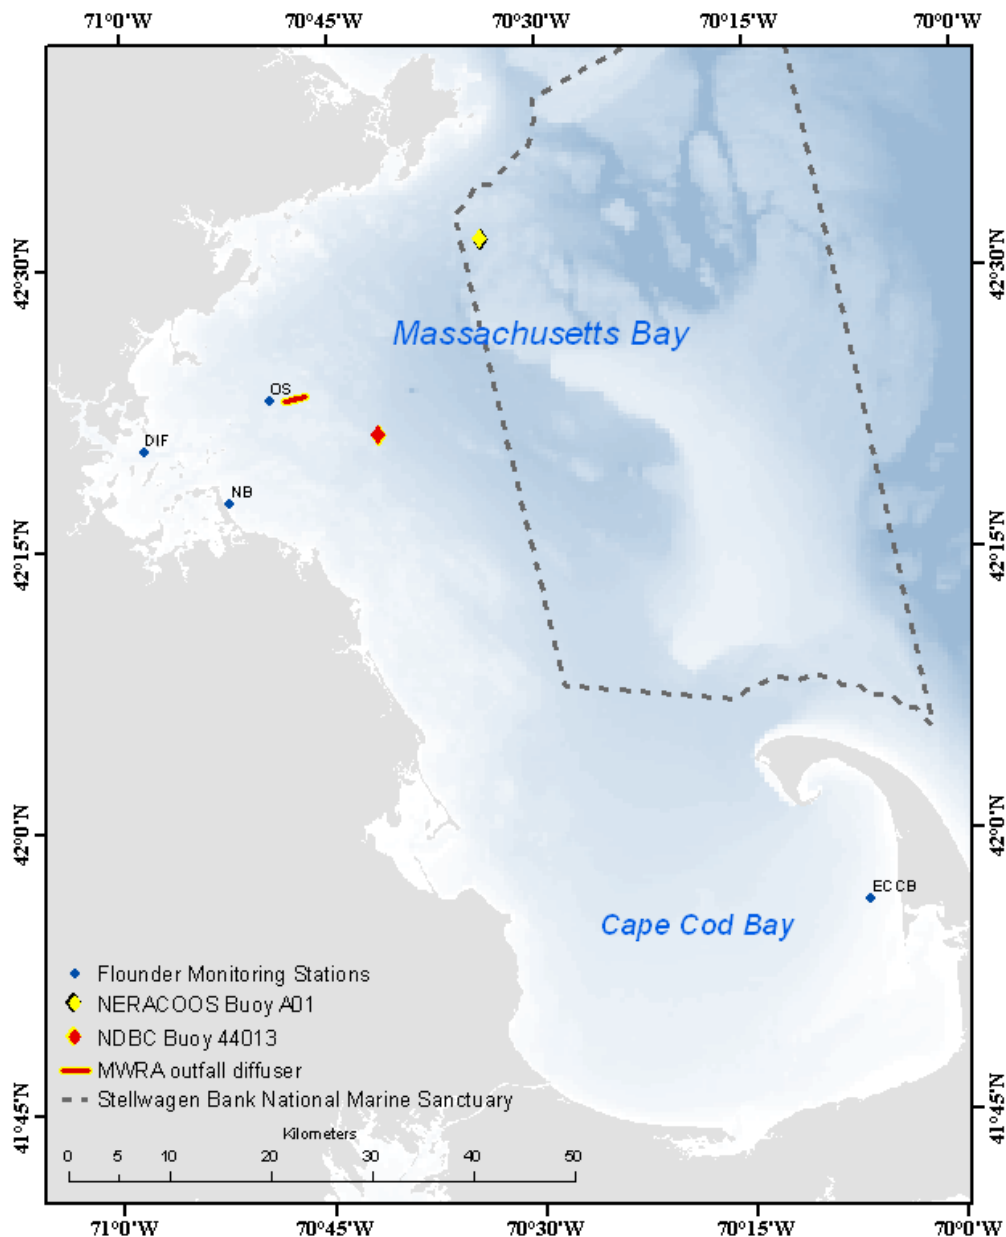 71°0'W 70°45'W 70°30'W 70°15'W 70°0'W
42°30'N 42°30'N
Massachusetts Bay
OS
DIF
NB
42°15'N 42°15'N
42°0'N 42°0'N
ECCB
Cape Cod Bay
Flounder Monitoring Stations
NERACOOS Buoy A01
NDBC Buoy 44013
MWRA outfall diffuser
Stellwagen Bank National Marine Sanctuary
41°45'N 41°45'N
Kilometers
0 5 10 20 30 40 50
71°0'W 70°45'W 70°30'W 70°15'W 70°0'W